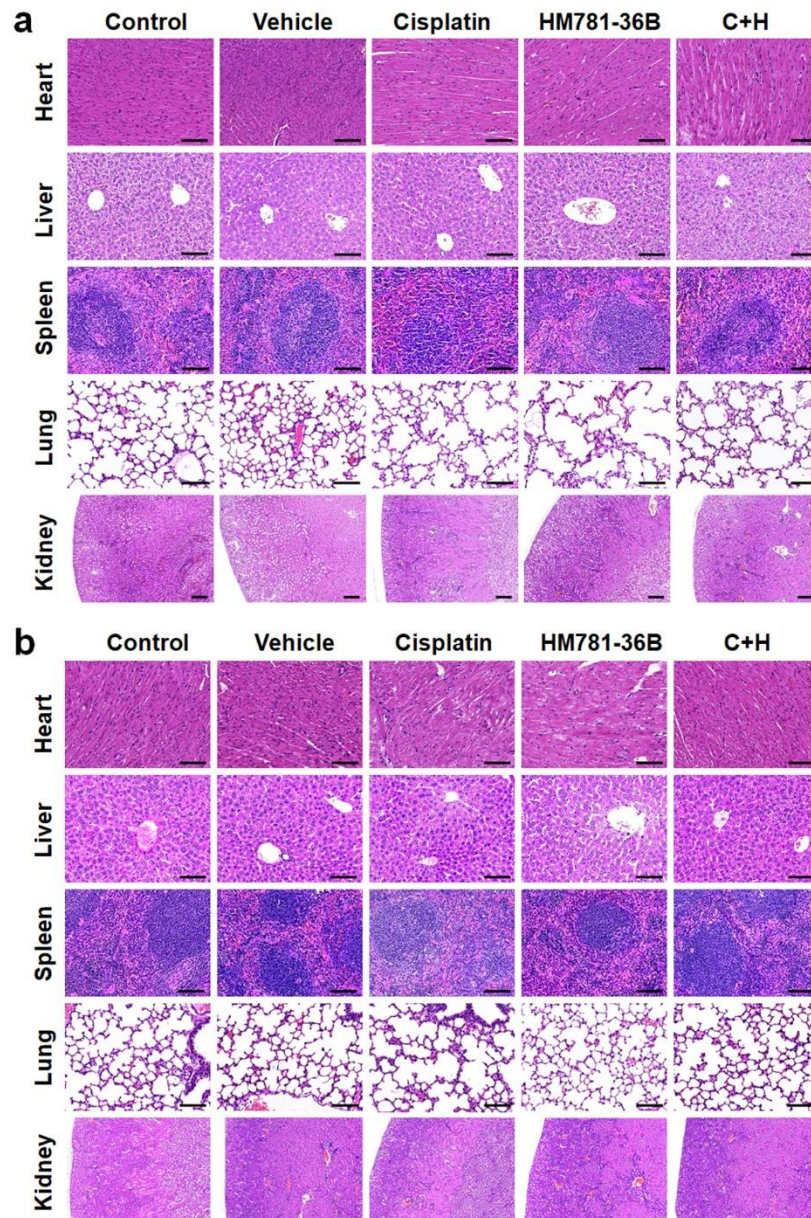 a
Control Vehicle Cisplatin HM781-36B C+H
Heart
Liver
Spleen
Lung
Kidney
b
Control Vehicle Cisplatin HM781-36B C+H
Heart
Liver
Spleen
Lung
Kidney